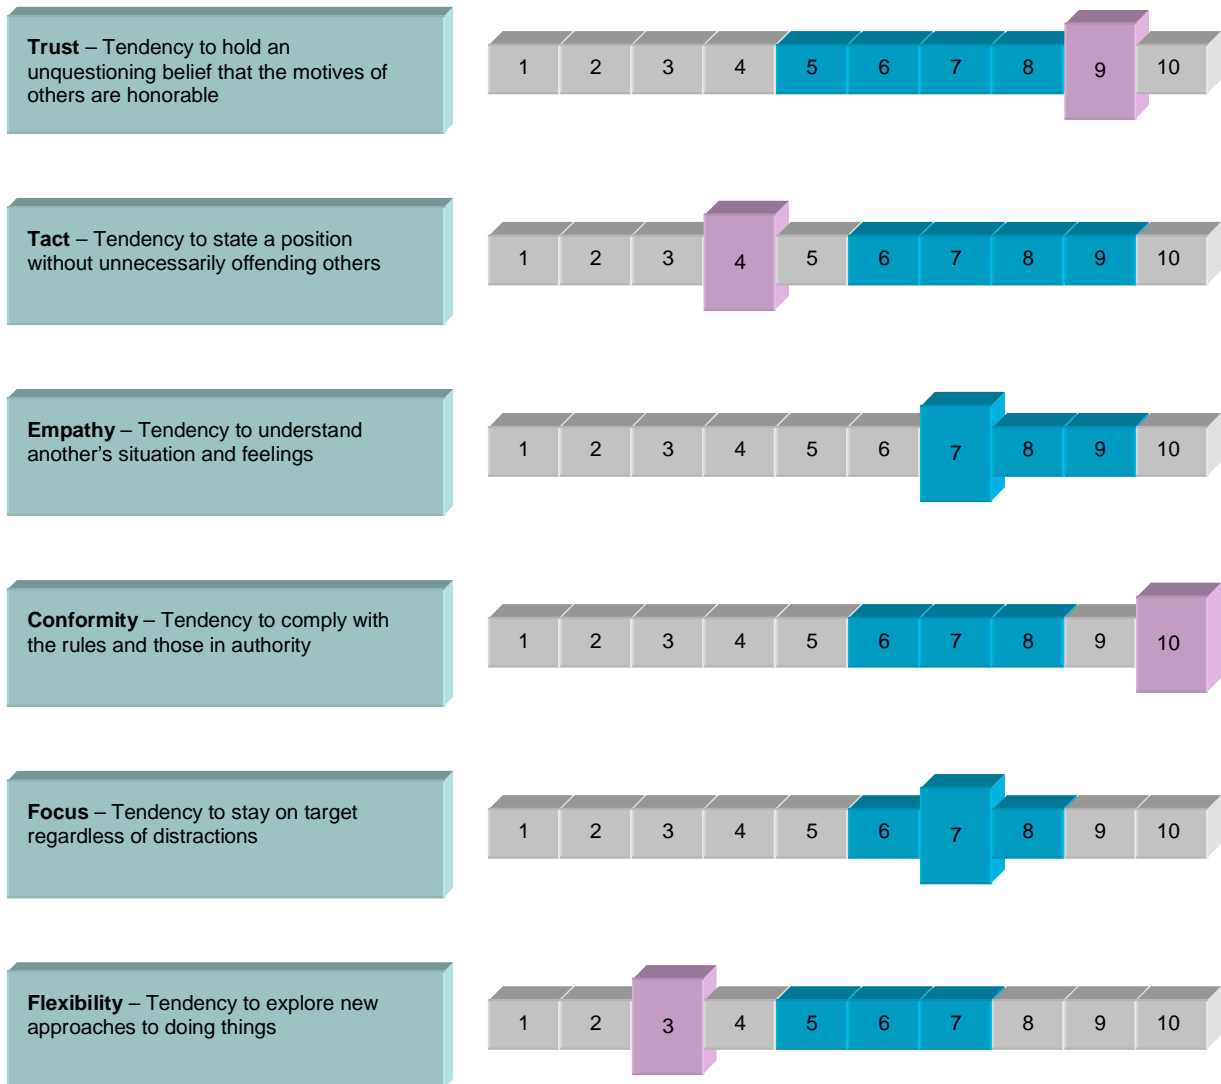 Trust – Tendency to hold an
unquestioning belief that the motives of
others are honorable
1 2 3 4 5 6 7 8 9 10
Tact – Tendency to state a position
without unnecessarily offending others
1 2 3 4 5 6 7 8 9 10
Empathy – Tendency to understand
another’s situation and feelings
1 2 3 4 5 6 7 8 9 10
Conformity – Tendency to comply with
the rules and those in authority
1 2 3 4 5 6 7 8 9 10
Focus – Tendency to stay on target
regardless of distractions
1 2 3 4 5 6 7 8 9 10
Flexibility – Tendency to explore new
approaches to doing things
1 2 3 4 5 6 7 8 9 10